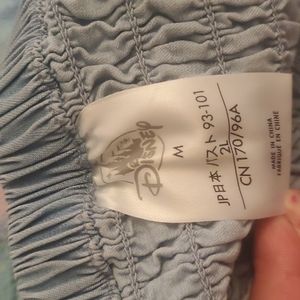 Disney
M
JP日本 バスト 93-101
2L
CN 170/96A
MADE IN CHINA
FABRIQUÉ EN CHINE